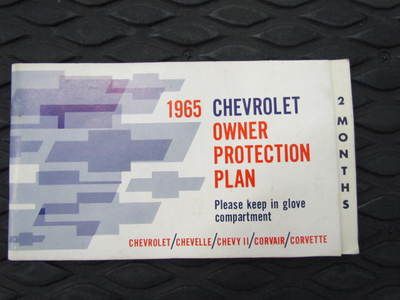 1965 CHEVROLET
OWNER
PROTECTION
PLAN
Please keep in glove
compartment
CHEVROLET/CHEVELLE/CHEVY II/CORVAIR/CORVETTE
2 MONTHS